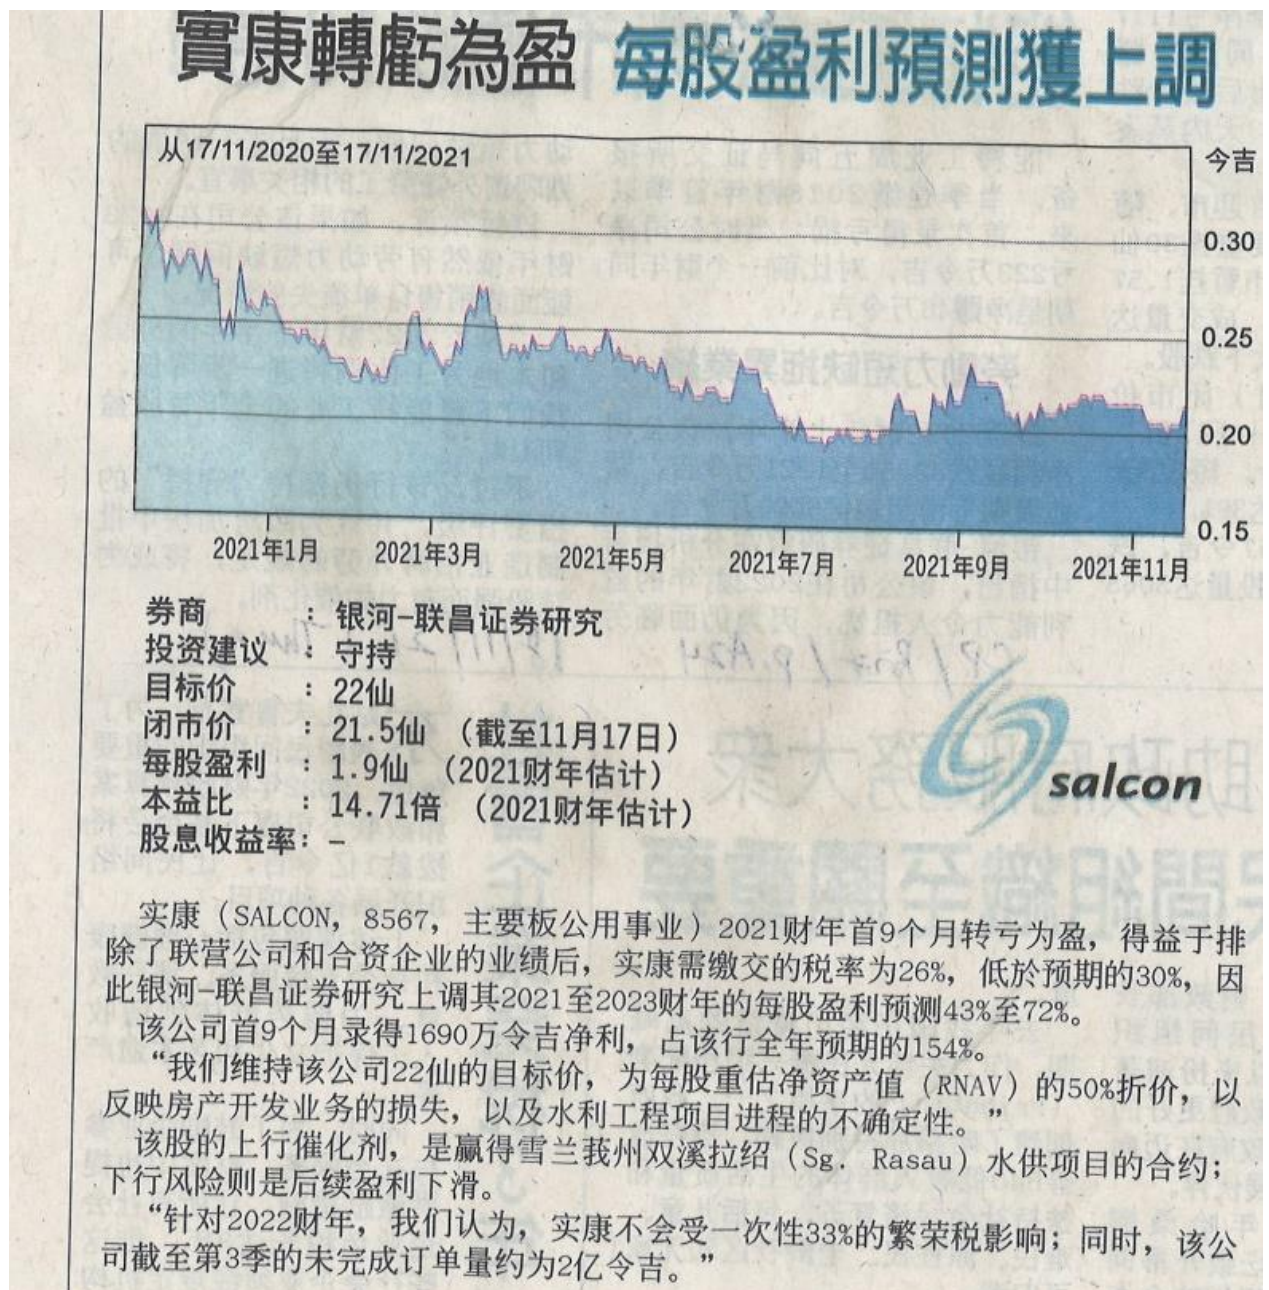 實康轉虧為盈 每股盈利預測獲上調
从17/11/2020至17/11/2021
今吉
0.30
0.25
0.20
0.15
2021年1月 2021年3月 2021年5月 2021年7月 2021年9月 2021年11月
券商 : 银河-联昌证券研究
投资建议 : 守持
目标价 : 22仙
闭市价 : 21.5仙 (截至11月17日)
每股盈利 : 1.9仙 (2021财年估计)
本益比 : 14.71倍 (2021财年估计)
股息收益率: -
salcon
实康（SALCON，8567，主要板公用事业）2021财年首9个月转亏为盈，得益于排
除了联营公司和合资企业的业绩后，实康需缴交的税率为26%，低於预期的30%，因
此银河-联昌证券研究上调其2021至2023财年的每股盈利预测43%至72%。
该公司首9个月录得1690万令吉净利，占该行全年预期的154%。
“我们维持该公司22仙的目标价，为每股重估净资产值（RNAV）的50%折价，以
反映房产开发业务的损失，以及水利工程项目进程的不确定性。”
该股的上行催化剂，是赢得雪兰莪州双溪拉绍（Sg. Rasau）水供项目的合约；
下行风险则是后续盈利下滑。
“针对2022财年，我们认为，实康不会受一次性33%的繁荣税影响；同时，该公
司截至第3季的未完成订单量约为2亿令吉。”